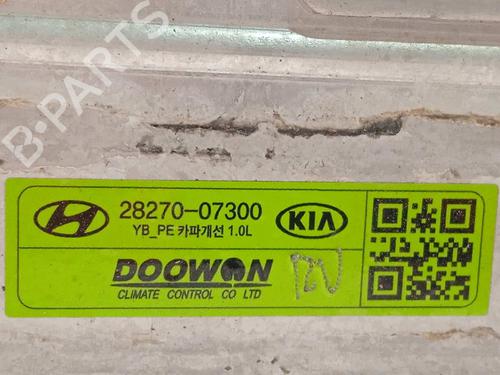 B-PARTS
28270-07300
KIA
YB_PE 카파개선 1.0L
DOOWON
CLIMATE CONTROL CO LTD